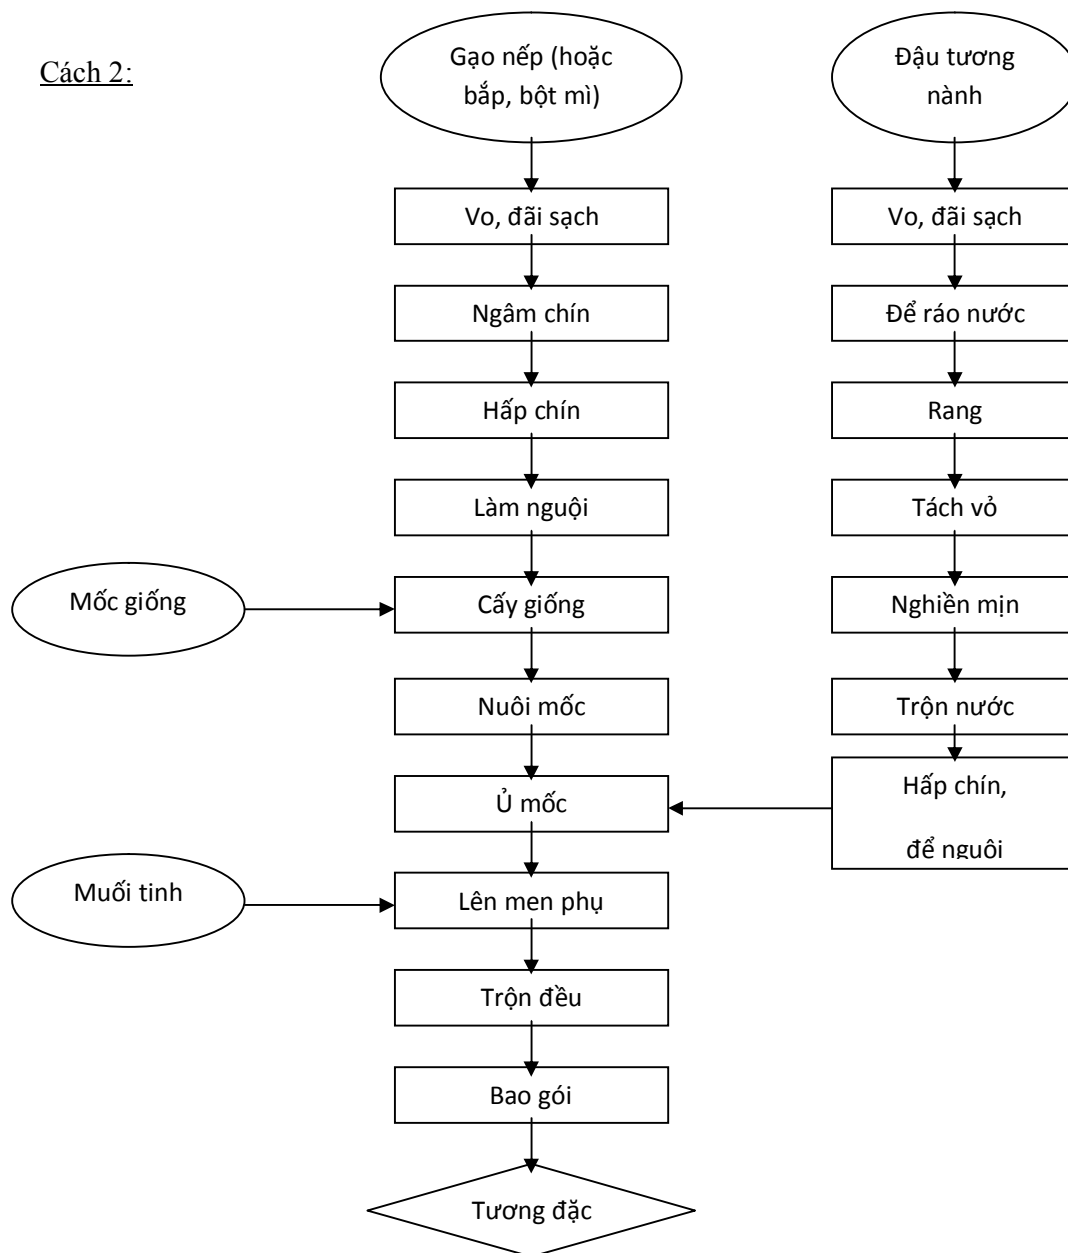 Cách 2:
Gạo nếp (hoặc
bắp, bột mì)
Vo, đãi sạch
Ngâm chín
Hấp chín
Làm nguội
Mốc giống
Cấy giống
Nuôi mốc
Ủ mốc
Muối tinh
Lên men phụ
Trộn đều
Bao gói
Tương đặc
Đậu tương
nành
Vo, đãi sạch
Để ráo nước
Rang
Tách vỏ
Nghiền mịn
Trộn nước
Hấp chín,
để nguôi